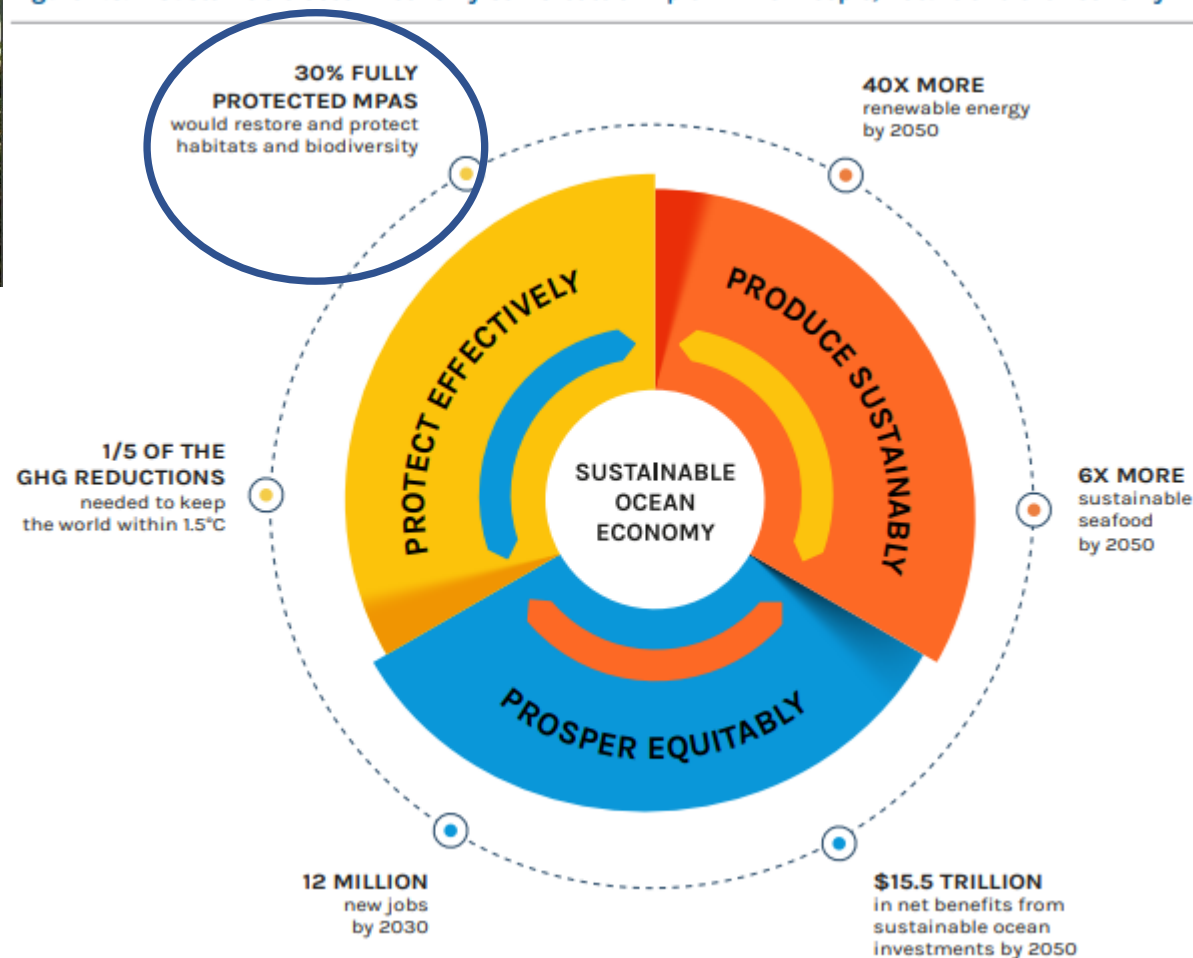 30% FULLY
PROTECTED MPAS
would restore and protect
habitats and biodiversity
40X MORE
renewable energy
by 2050
PROTECT EFFECTIVELY
PRODUCE SUSTAINABLY
SUSTAINABLE
OCEAN
ECONOMY
1/5 OF THE
GHG REDUCTIONS
needed to keep
the world within 1.5°C
6X MORE
sustainable
seafood
by 2050
PROSPER EQUITABLY
12 MILLION
new jobs
by 2030
$15.5 TRILLION
in net benefits from
sustainable ocean
investments by 2050